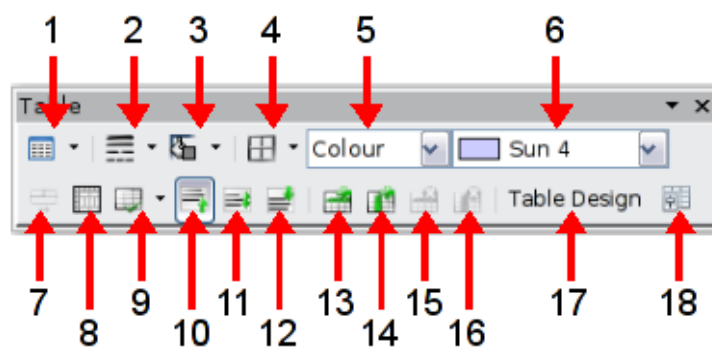 1 2 3 4 5 6
Table
Colour Sun 4
Table Design
7 9 11 13 15 17 18
8 10 12 14 16